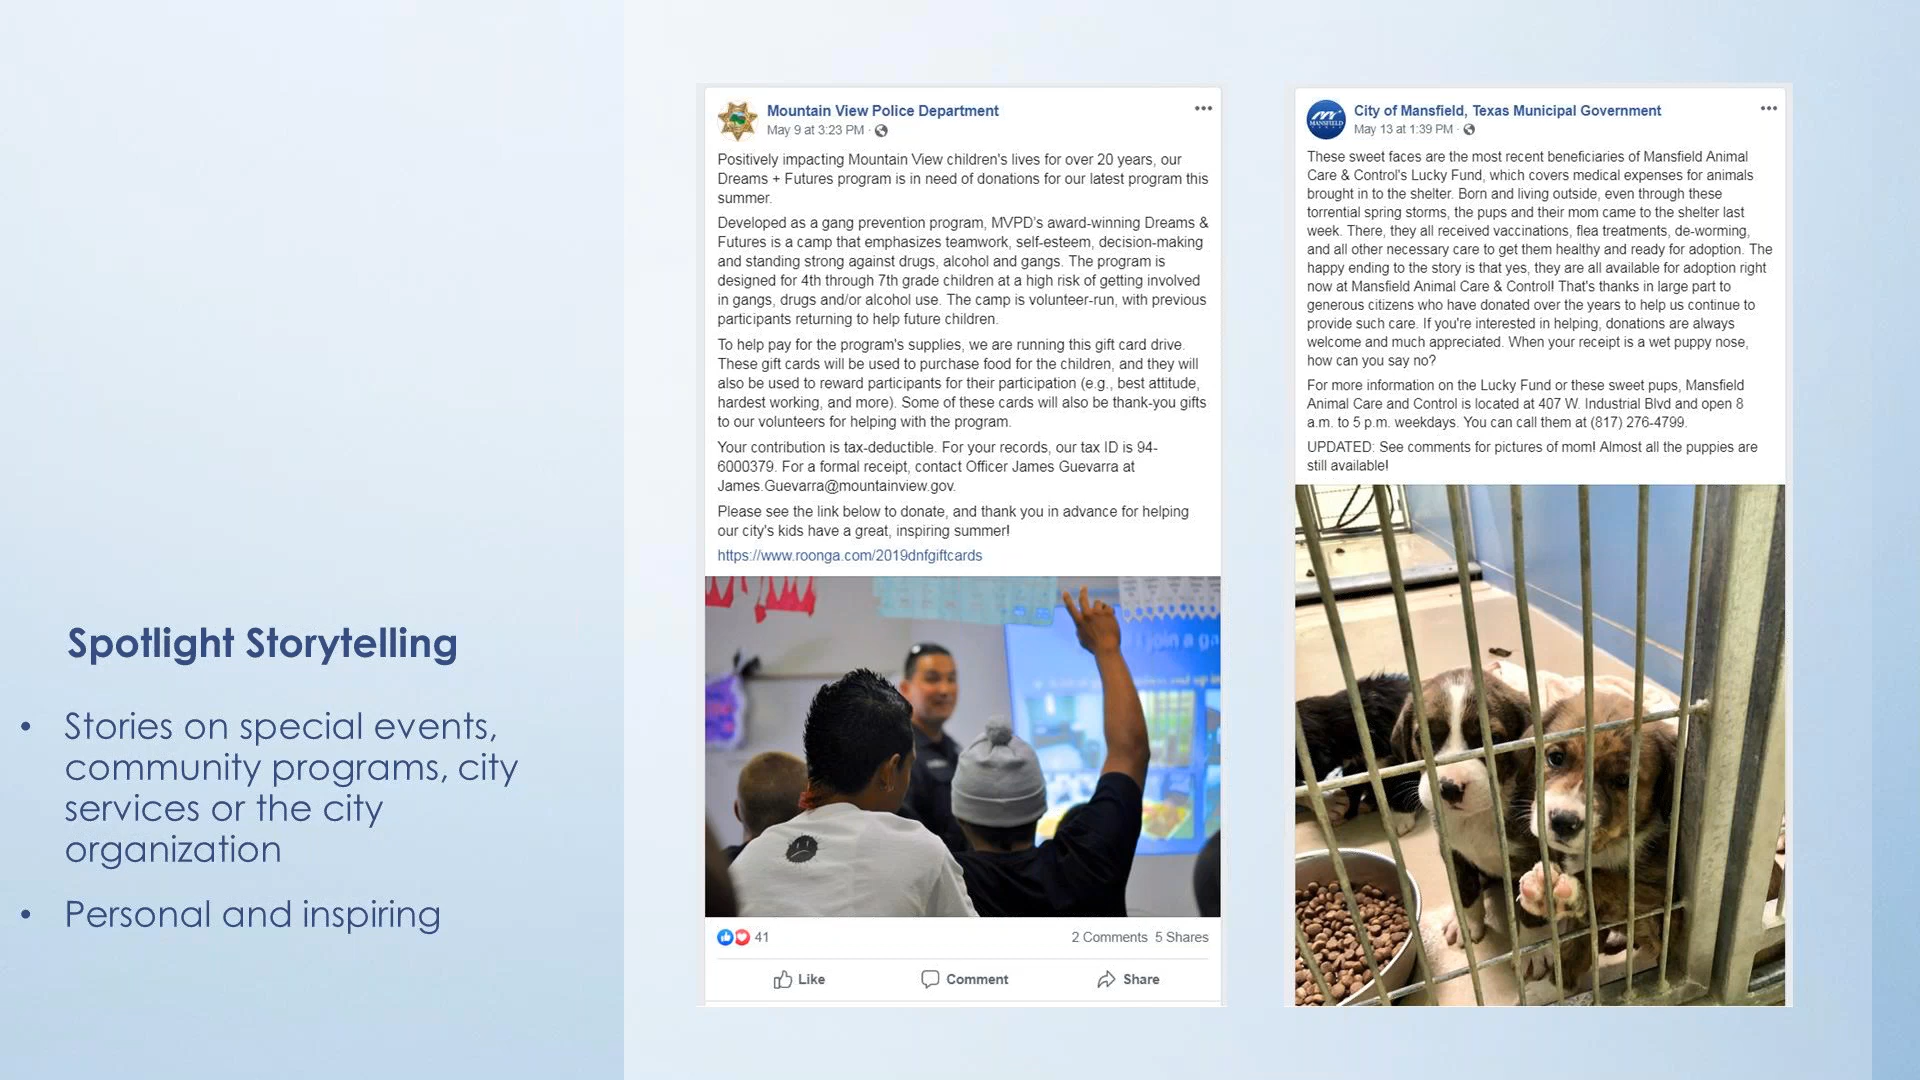 Spotlight Storytelling
• Stories on special events,
community programs, city
services or the city
organization
• Personal and inspiring
Mountain View Police Department
May 9 at 3:23 PM ·
Positively impacting Mountain View children's lives for over 20 years, our
Dreams + Futures program is in need of donations for our latest program this
summer.
Developed as a gang prevention program, MVPD's award-winning Dreams &
Futures is a camp that emphasizes teamwork, self-esteem, decision-making
and standing strong against drugs, alcohol and gangs. The program is
designed for 4th through 7th grade children at a high risk of getting involved
in gangs, drugs and/or alcohol use. The camp is volunteer-run, with previous
participants returning to help future children.
To help pay for the program's supplies, we are running this gift card drive.
These gift cards will be used to purchase food for the children, and they will
also be used to reward participants for their participation (e.g., best attitude,
hardest working, and more). Some of these cards will also be thank-you gifts
to our volunteers for helping with the program.
Your contribution is tax-deductible. For your records, our tax ID is 94-
6000379. For a formal receipt, contact Officer James Guevarra at
James.Guevarra@mountainview.gov.
Please see the link below to donate, and thank you in advance for helping
our city's kids have a great, inspiring summer!
https://www.roonga.com/2019dnfgiftcards
join a
41
2 Comments 5 Shares
Like Comment Share
MANSFIELD
City of Mansfield, Texas Municipal Government
May 13 at 1:39 PM ·
These sweet faces are the most recent beneficiaries of Mansfield Animal
Care & Control's Lucky Fund, which covers medical expenses for animals
brought in to the shelter. Born and living outside, even through these
torrential spring storms, the pups and their mom came to the shelter last
week. There, they all received vaccinations, flea treatments, de-worming,
and all other necessary care to get them healthy and ready for adoption. The
happy ending to the story is that yes, they are all available for adoption right
now at Mansfield Animal Care & Control! That's thanks in large part to
generous citizens who have donated over the years to help us continue to
provide such care. If you're interested in helping, donations are always
welcome and much appreciated. When your receipt is a wet puppy nose,
how can you say no?
For more information on the Lucky Fund or these sweet pups, Mansfield
Animal Care and Control is located at 407 W. Industrial Blvd and open 8
a.m. to 5 p.m. weekdays. You can call them at (817) 276-4799.
UPDATED: See comments for pictures of mom! Almost all the puppies are
still available!